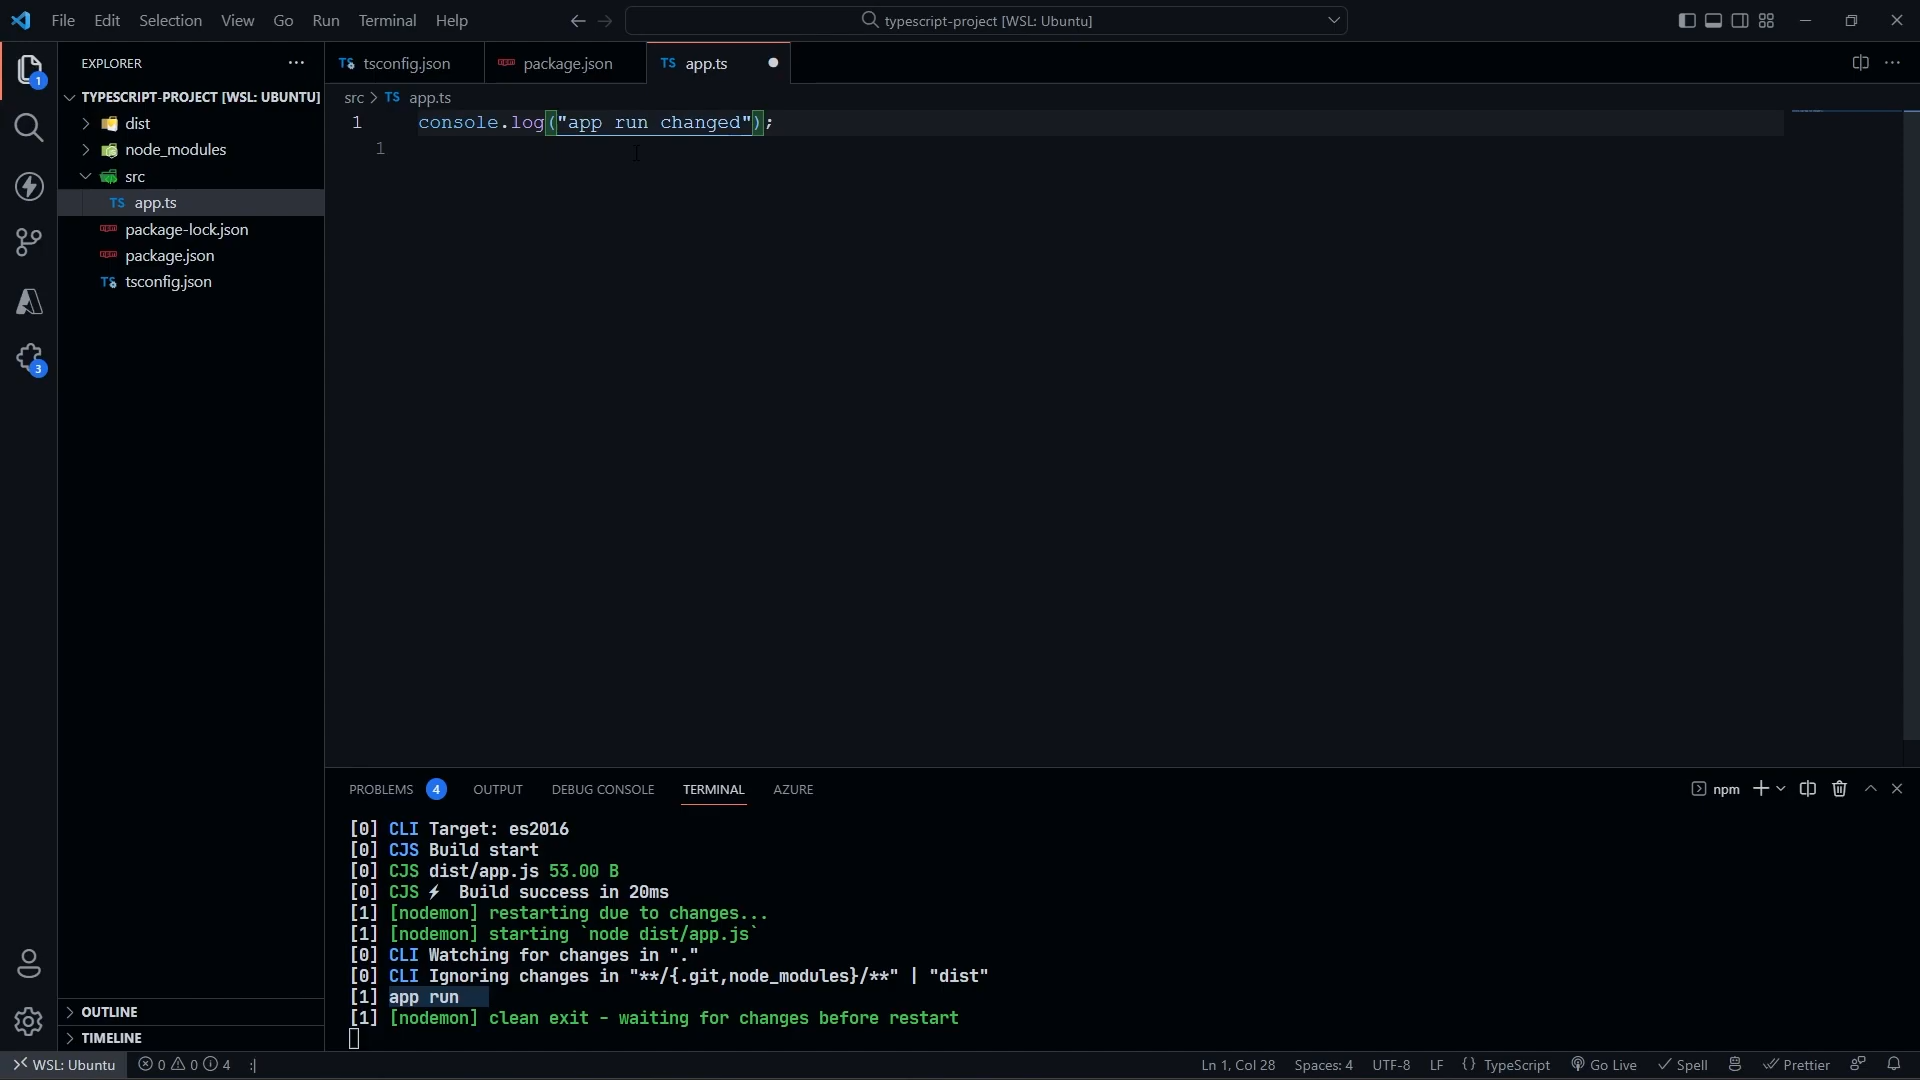 File Edit Selection View Go Run Terminal Help
typescript-project [WSL: Ubuntu]
EXPLORER
TYPESCRIPT-PROJECT [WSL: UBUNTU]
dist
node_modules
src
TS app.ts
package-lock.json
package.json
TS tsconfig.json
OUTLINE
TIMELINE
1
3
TS tsconfig.json
package.json
TS app.ts
src > TS app.ts
1 console.log("app run changed");
1
PROBLEMS 4 OUTPUT DEBUG CONSOLE TERMINAL AZURE
npm
[0] CLI Target: es2016
[0] CJS Build start
[0] CJS dist/app.js 53.00 B
[0] CJS ⚡ Build success in 20ms
[1] [nodemon] restarting due to changes...
[1] [nodemon] starting `node dist/app.js`
[0] CLI Watching for changes in "."
[0] CLI Ignoring changes in "**/{.git,node_modules}/**" | "dist"
[1] app run
[1] [nodemon] clean exit - waiting for changes before restart
WSL: Ubuntu 0 0 4 :|
Ln 1, Col 28 Spaces: 4 UTF-8 LF {} TypeScript Go Live Spell Prettier